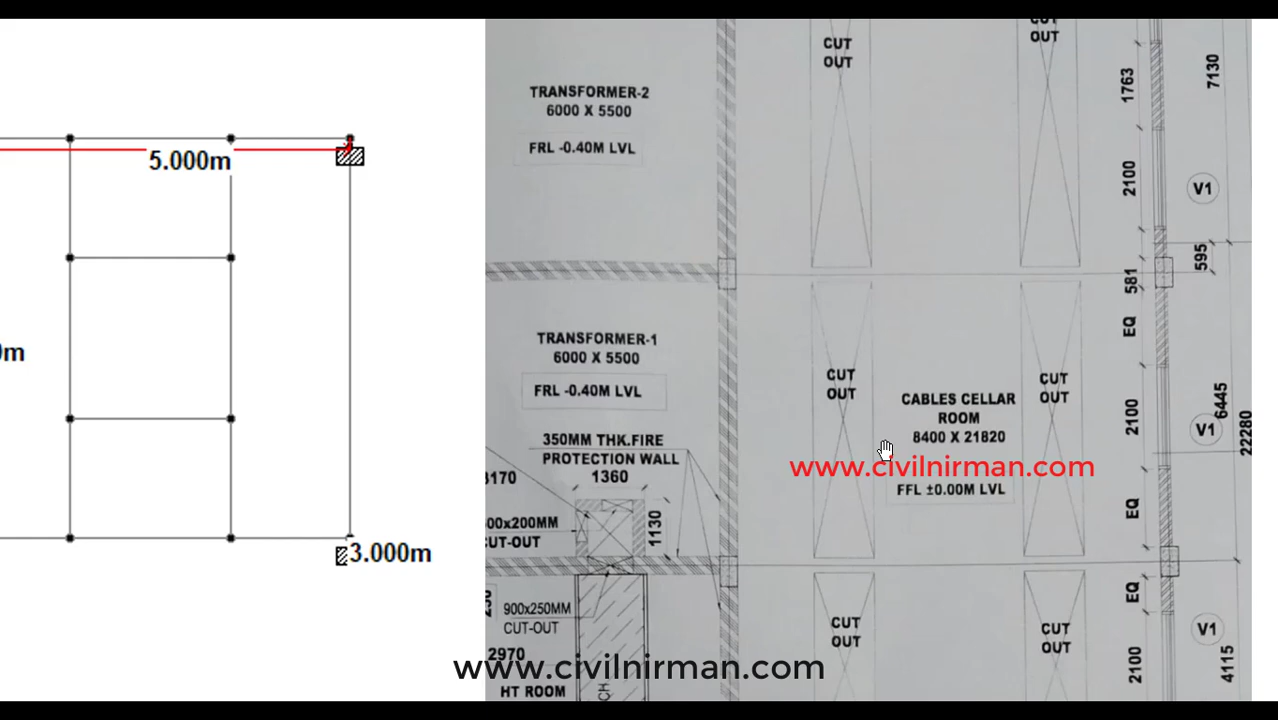 5.000m
0m
3.000m
CUT
OUT
CUT
OUT
TRANSFORMER-2
6000 X 5500
FRL -0.40M LVL
1763
7130
2100
V1
595
581
EQ
TRANSFORMER-1
6000 X 5500
FRL -0.40M LVL
CUT
OUT
CUT
OUT
CABLES CELLAR
ROOM
8400 X 21820
www.civilnirman.com
FFL ±0.00M LVL
2100
V1
6445
22280
350MM THK.FIRE
PROTECTION WALL
1360
3170
00x200MM
CUT-OUT
1130
EQ
EQ
900x250MM
CUT-OUT
2970
HT ROOM
CUT
OUT
CUT
OUT
V1
2100
4115
www.civilnirman.com